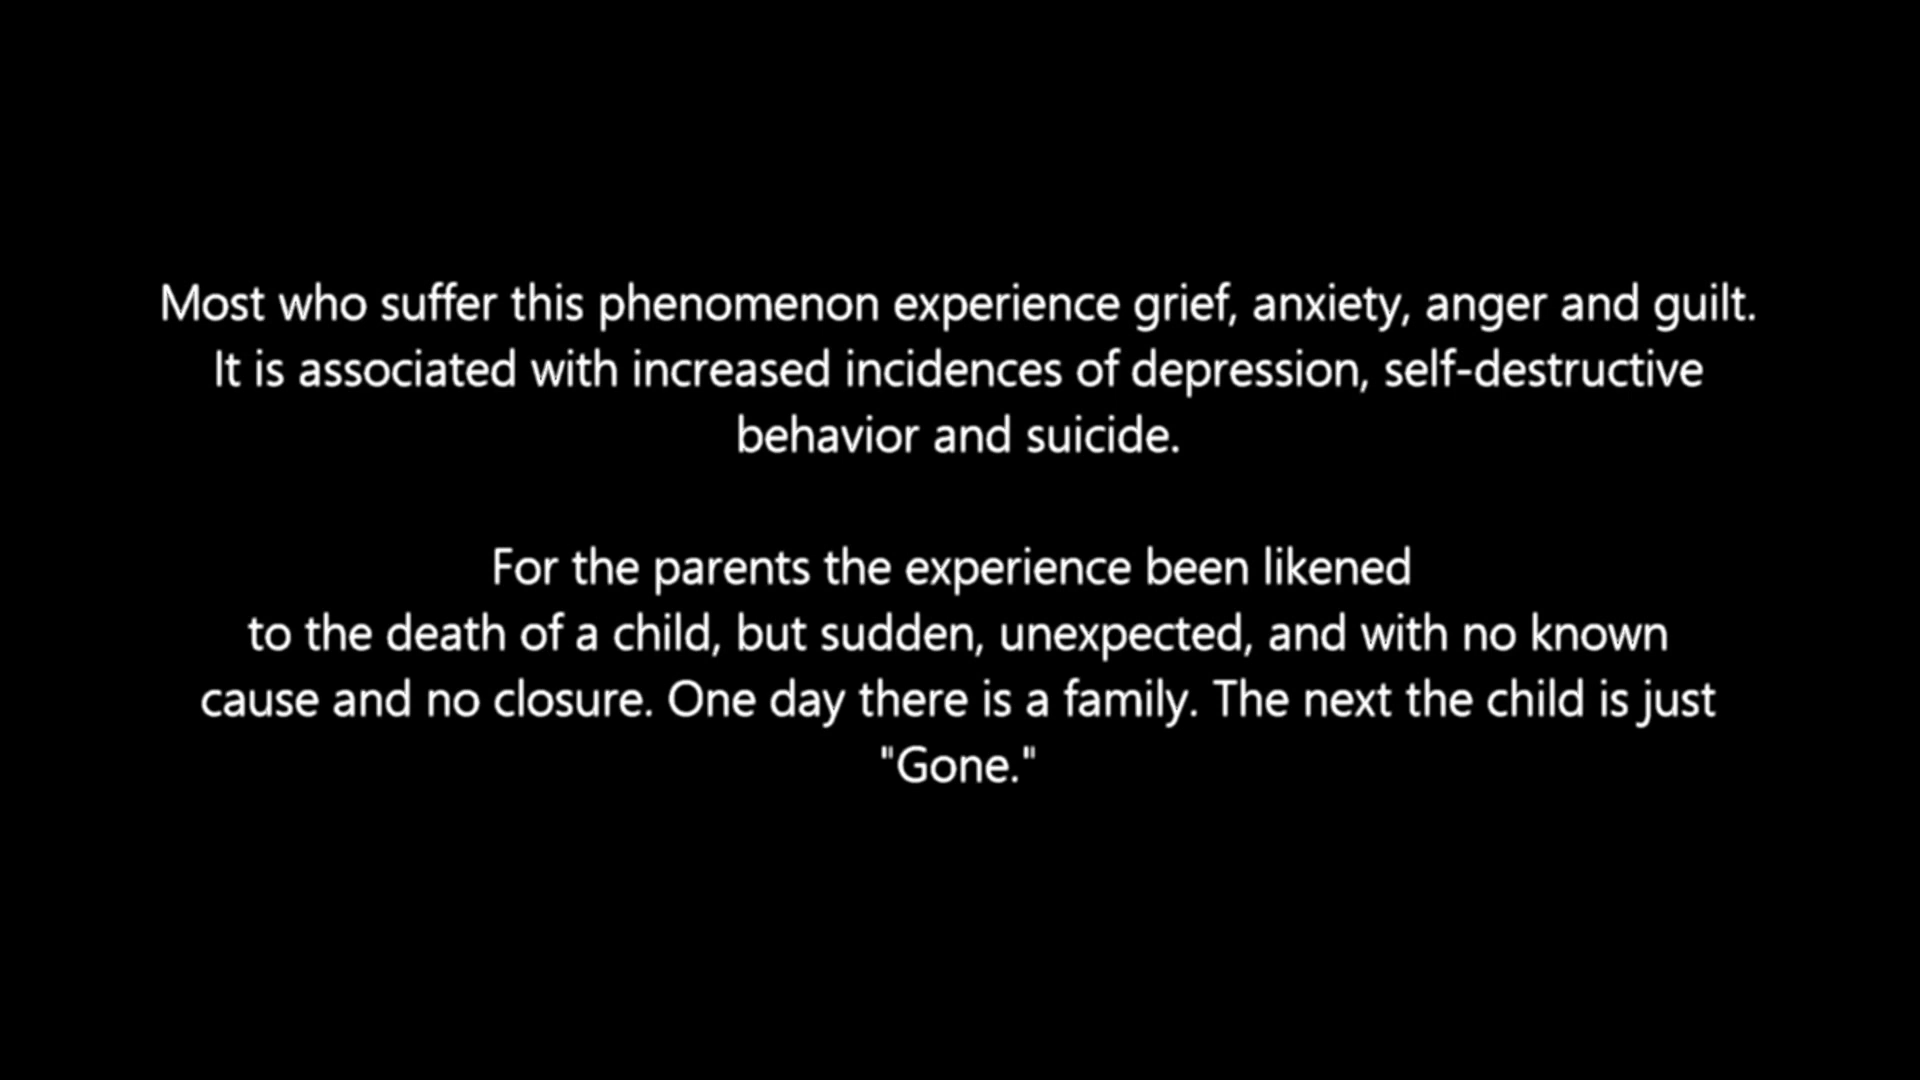 Most who suffer this phenomenon experience grief, anxiety, anger and guilt.
It is associated with increased incidences of depression, self-destructive
behavior and suicide.
For the parents the experience been likened
to the death of a child, but sudden, unexpected, and with no known
cause and no closure. One day there is a family. The next the child is just
"Gone."